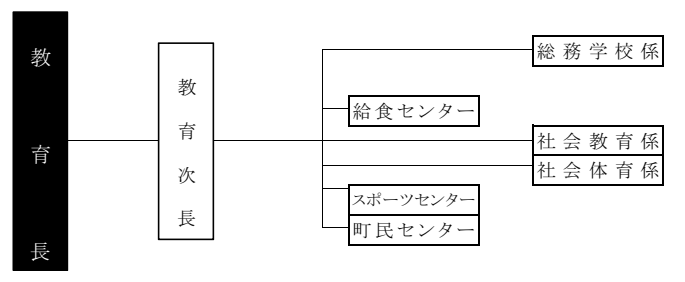 教育長
教育次長
総務学校係
給食センター
社会教育係
社会体育係
スポーツセンター
町民センター